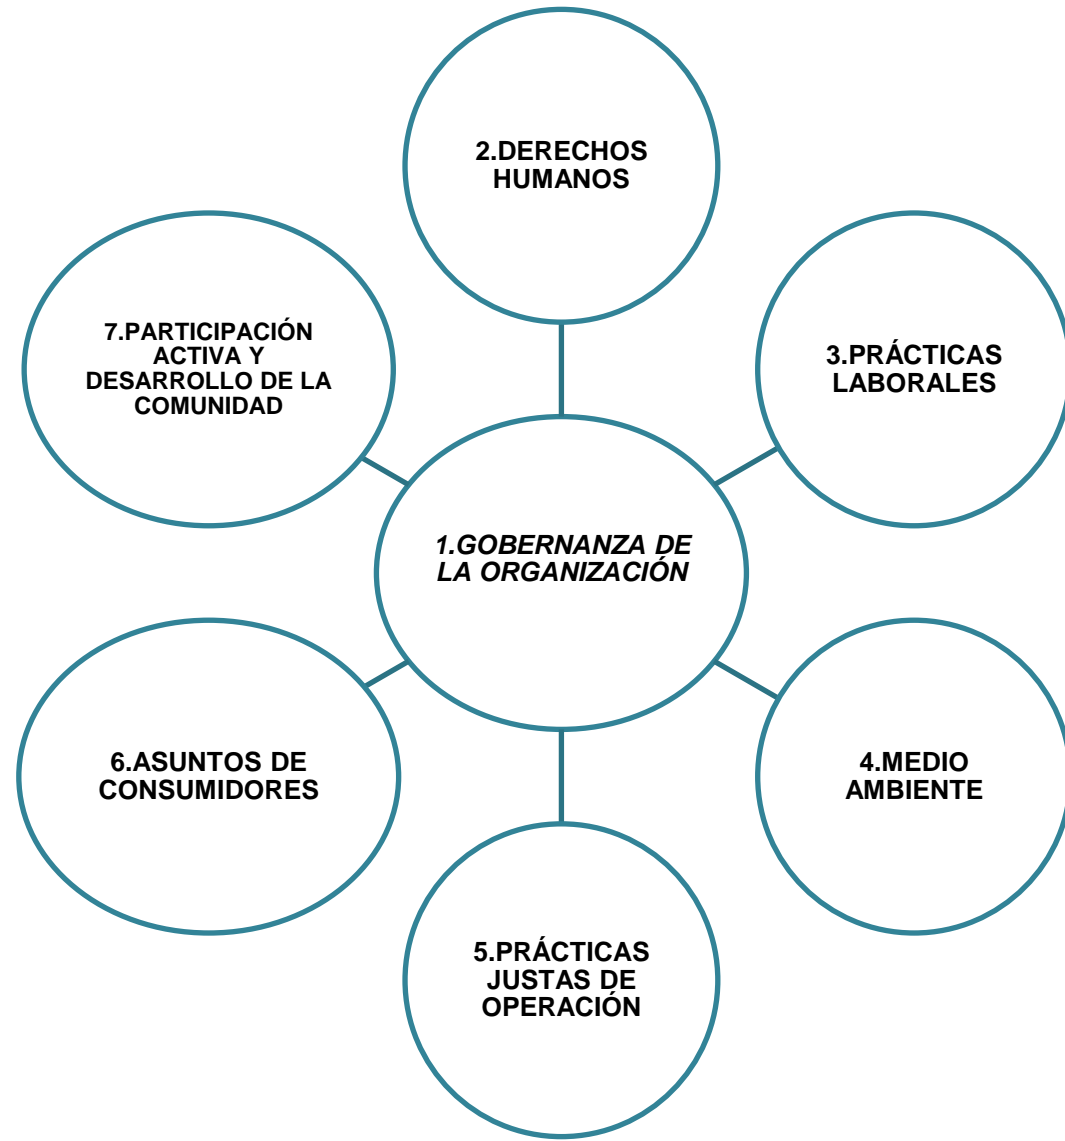 2.DERECHOS
HUMANOS
3.PRÁCTICAS
LABORALES
4.MEDIO
AMBIENTE
5.PRÁCTICAS
JUSTAS DE
OPERACIÓN
6.ASUNTOS DE
CONSUMIDORES
7.PARTICIPACIÓN
ACTIVA Y
DESARROLLO DE LA
COMUNIDAD
1.GOBERNANZA DE
LA ORGANIZACIÓN